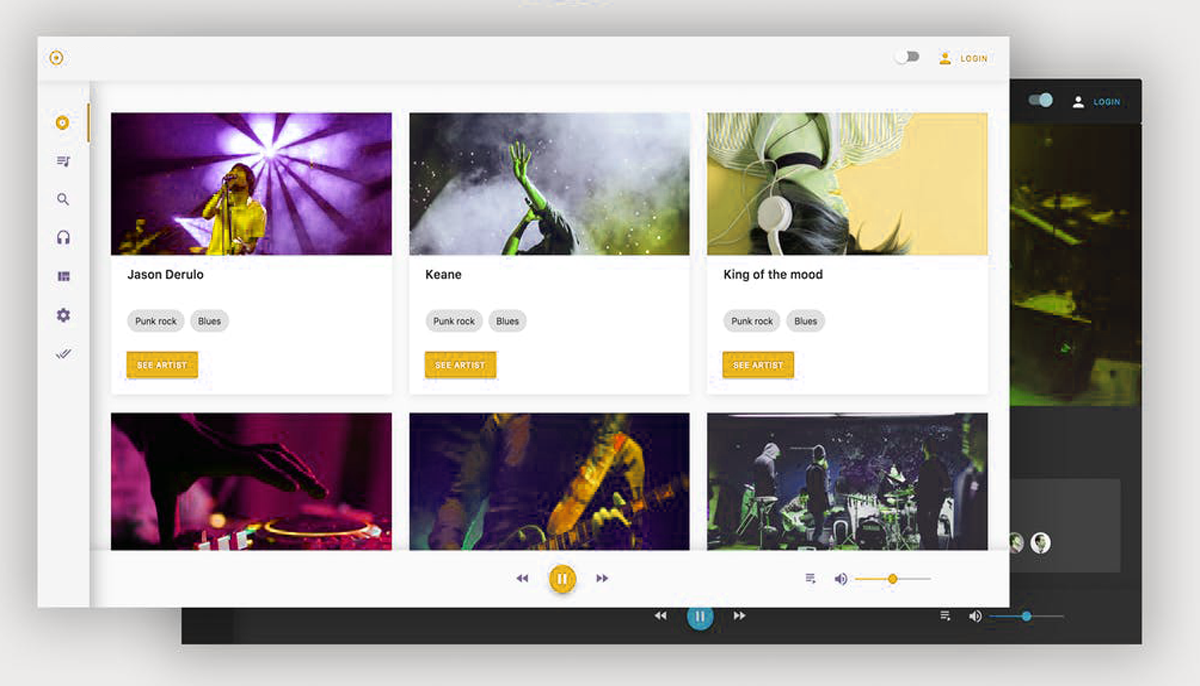 LOGIN
LOGIN
Jason Derulo
Keane
King of the mood
Punk rock
Blues
Punk rock
Blues
Punk rock
Blues
SEE ARTIST
SEE ARTIST
SEE ARTIST